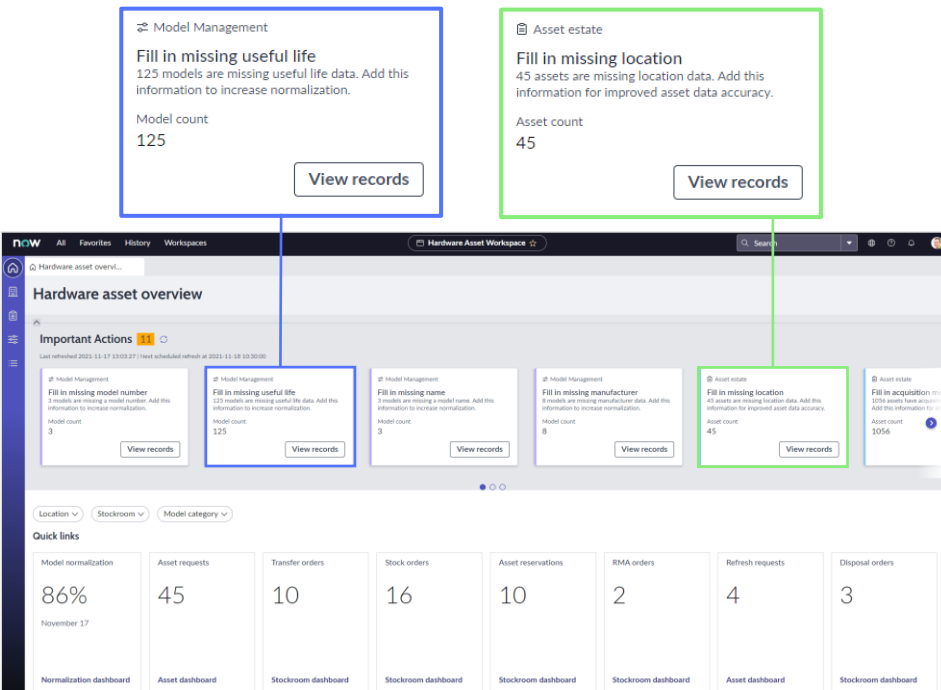 Model Management
Fill in missing useful life
125 models are missing useful life data. Add this
information to increase normalization.
Model count
125
View records
Asset estate
Fill in missing location
45 assets are missing location data. Add this
information for improved asset data accuracy.
Asset count
45
View records
now All Favorites History Workspaces Hardware Asset Workspace Search
Hardware asset overvi...
Hardware asset overview
Important Actions 11
Last refreshed 2021-11-17 13:03:27 | Next scheduled refresh at 2021-11-18 10:30:00
Model Management
Fill in missing model number
3 models are missing a model number. Add this
information to increase normalization.
Model count
3
View records
Model Management
Fill in missing useful life
125 models are missing useful life data. Add this
information to increase normalization.
Model count
125
View records
Model Management
Fill in missing name
3 models are missing a model name. Add this
information to increase normalization.
Model count
3
View records
Model Management
Fill in missing manufacturer
8 models are missing manufacturer data. Add this
information to increase normalization.
Model count
8
View records
Asset estate
Fill in missing location
45 assets are missing location data. Add this
information for improved asset data accuracy.
Asset count
45
View records
Asset estate
Fill in acquisition
1056 assets have
Add this information for
Asset count
1056
Location Stockroom Model category
Quick links
Model normalization
86%
November 17
Normalization dashboard
Asset requests
45
Asset dashboard
Transfer orders
10
Stockroom dashboard
Stock orders
16
Stockroom dashboard
Asset reservations
10
Stockroom dashboard
RMA orders
2
Stockroom dashboard
Refresh requests
4
Asset dashboard
Disposal orders
3
Stockroom dashboard